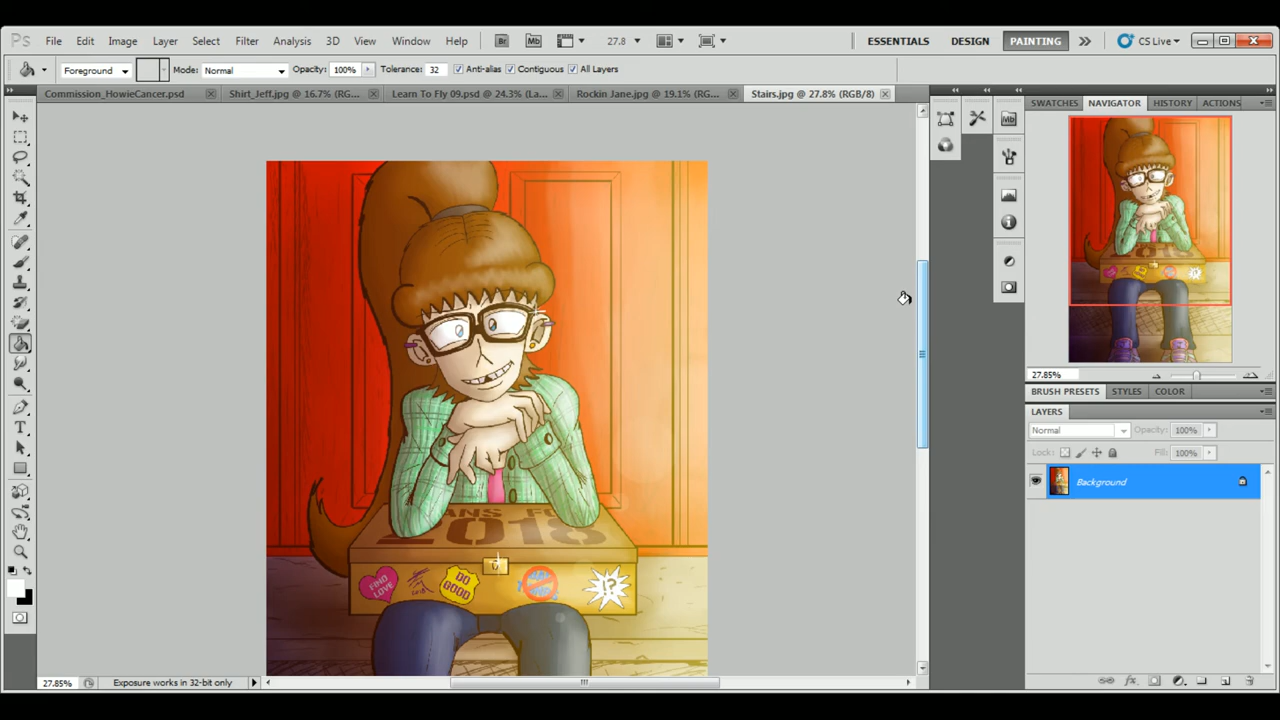 Ps File Edit Image Layer Select Filter Analysis 3D View Window Help Br Mb 27.8 ESSENTIALS DESIGN PAINTING CS Live
Foreground Mode: Normal Opacity: 100% Tolerance: 32 Anti-alias Contiguous All Layers
Commission_HowieCancer.psd Shirt_Jeff.jpg @ 16.7% (RG... Learn To Fly 09.psd @ 24.3% (La... Rockin Jane.jpg @ 19.1% (RG... Stairs.jpg @ 27.8% (RGB/8)
SWATCHES NAVIGATOR HISTORY ACTIONS
Mb
27.85%
BRUSH PRESETS STYLES COLOR
LAYERS
Normal Opacity: 100%
Lock: Fill: 100%
Background
2018
FIND LOVE
DO GOOD
!?
27.85% Exposure works in 32-bit only